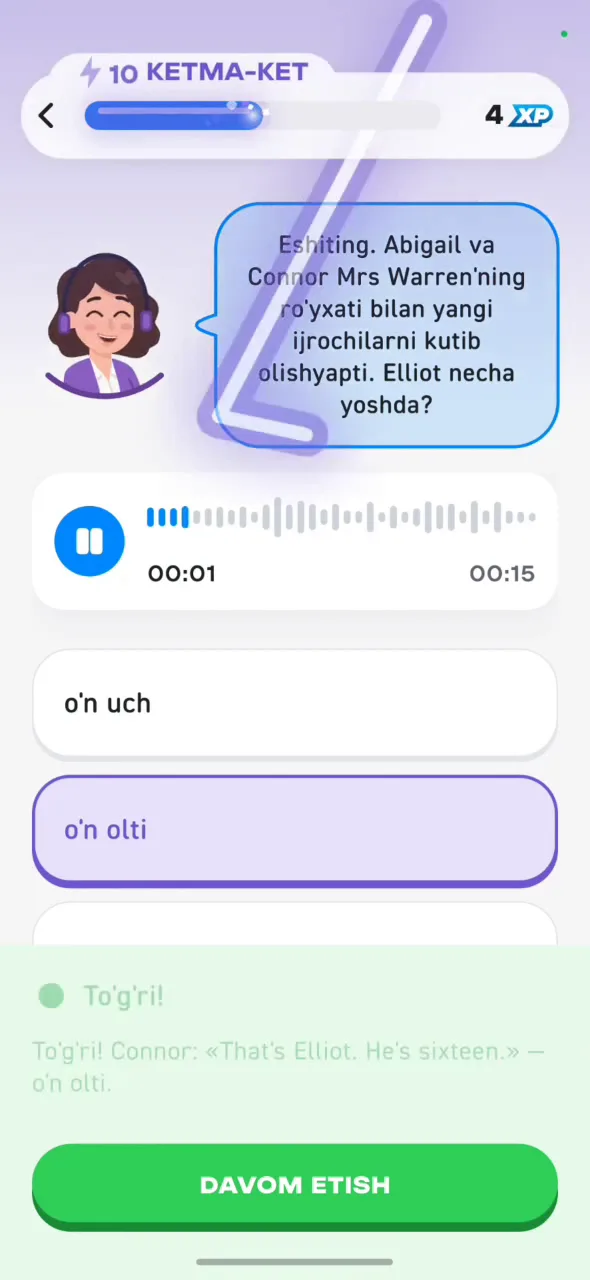 10 KETMA-KET
4 XP
Eshiting. Abigail va
Connor Mrs Warren'ning
ro'yxati bilan yangi
ijrochilarni kutib
olishyapti. Elliot necha
yoshda?
00:01
00:15
o'n uch
o'n olti
To'g'ri!
To'g'ri! Connor: «That's Elliot. He's sixteen.» —
o'n olti.
DAVOM ETISH